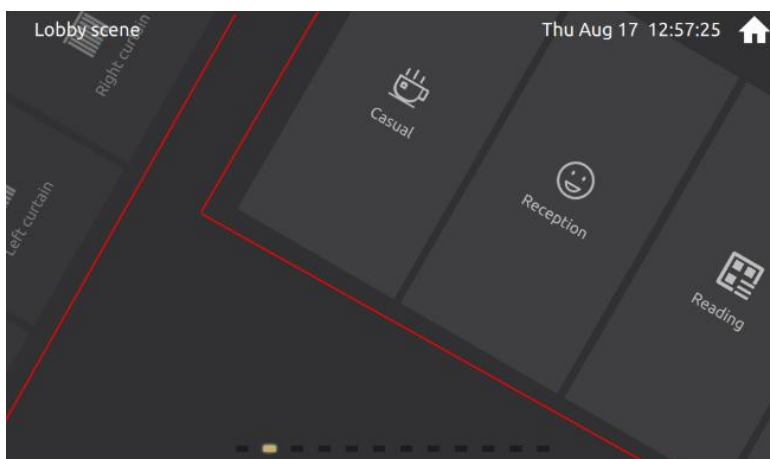 Lobby scene
Thu Aug 17 12:57:25
Right curtain
Left curtain
Casual
Reception
Reading